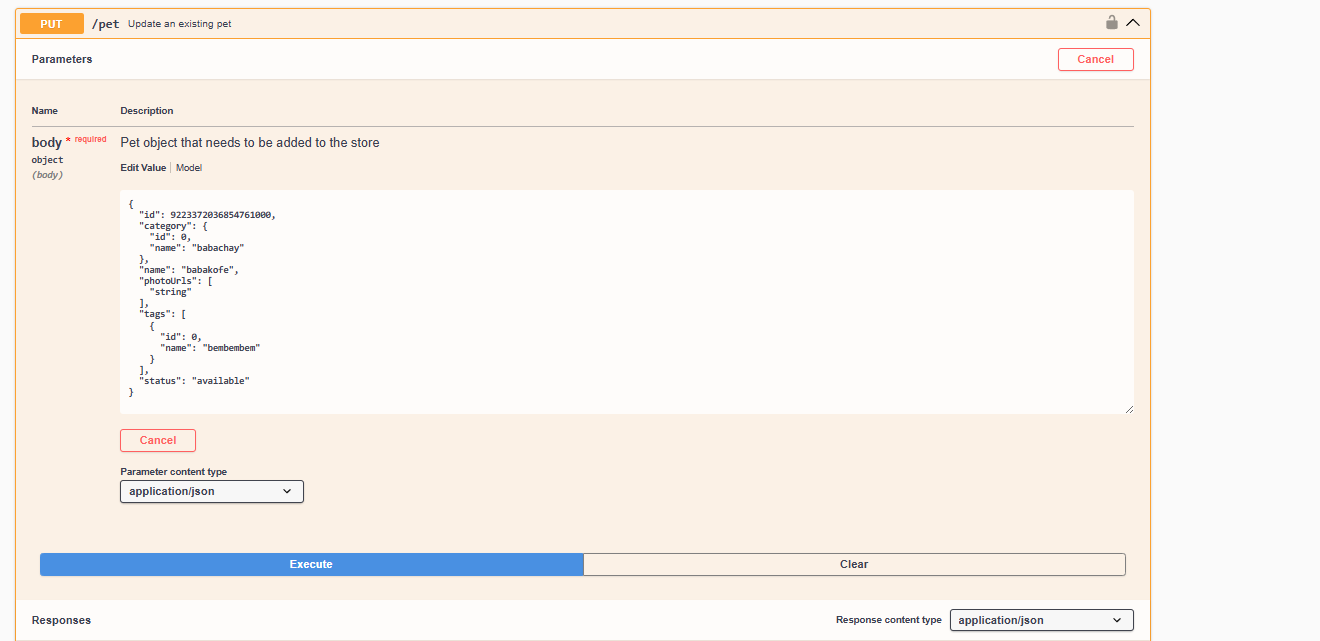 PUT /pet Update an existing pet
Parameters Cancel
Name Description
body * required Pet object that needs to be added to the store
object
(body)
Edit Value | Model
{
  "id": 9223372036854761000,
  "category": {
    "id": 0,
    "name": "babachay"
  },
  "name": "babakofe",
  "photoUrls": [
    "string"
  ],
  "tags": [
    {
      "id": 0,
      "name": "bembembem"
    }
  ],
  "status": "available"
}
Cancel
Parameter content type
application/json
Execute Clear
Responses Response content type application/json